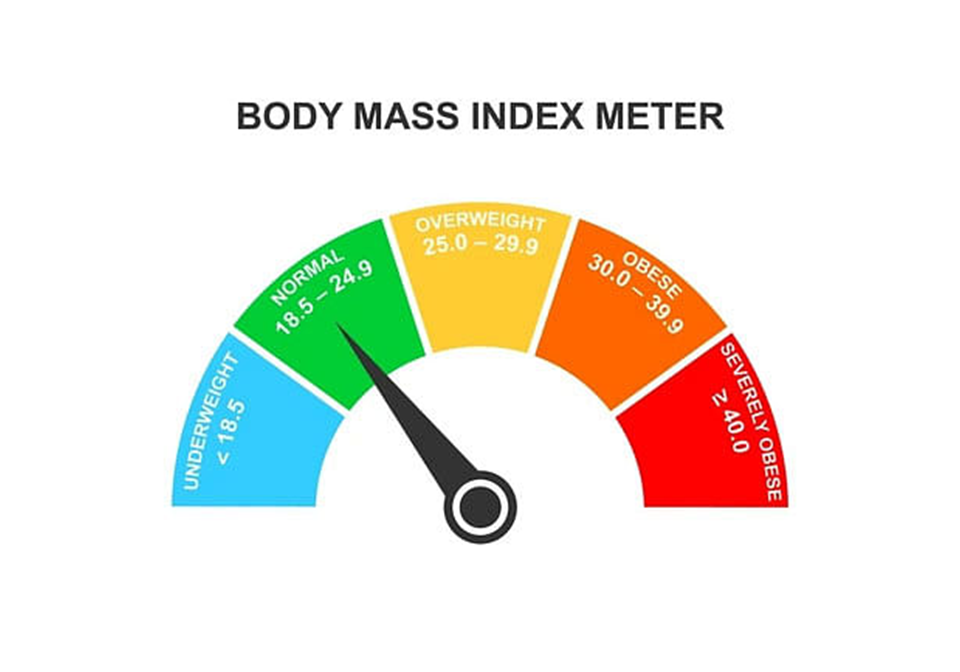 BODY MASS INDEX METER
UNDERWEIGHT
< 18.5
NORMAL
18.5 – 24.9
OVERWEIGHT
25.0 – 29.9
OBESE
30.0 – 39.9
SEVERELY OBESE
≥ 40.0